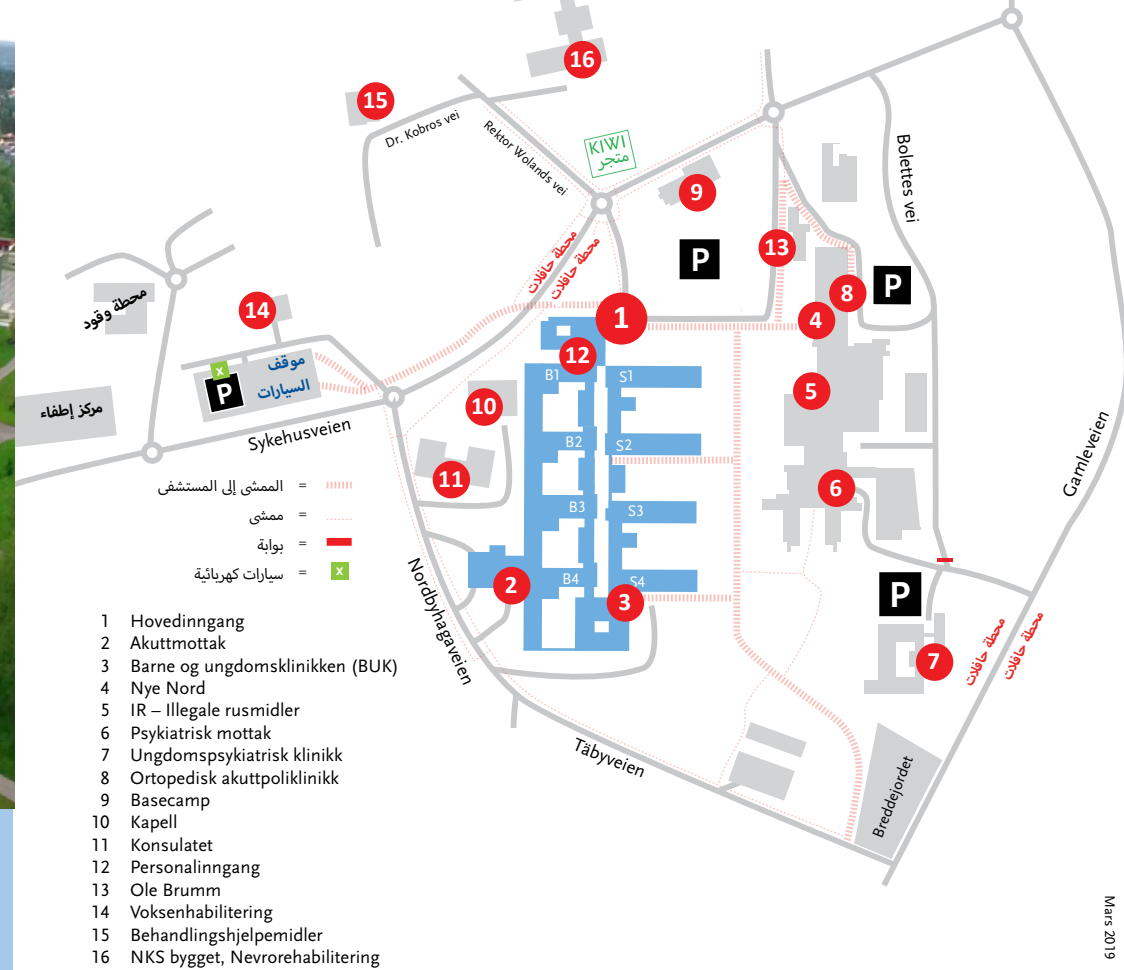 16
15
Dr. Kobros vei
Rektor Wolands vei
KIWI
متجر
Bolettes vei
9
P
13
محطة حافلات
محطة حافلات
8
P
محطة وقود
14
1
4
12
x
P
موقف
السيارات
B1
S1
5
مركز إطفاء
10
Sykehusveien
B2
S2
11
6
Gamleveien
الممشى إلى المستشفى =
ممشى =
بوابة =
سيارات كهربائية = x
B3
S3
Nordbyhagaveien
2
B4
S4
3
P
محطة حافلات
محطة حافلات
7
Täbyveien
Breddejordet
1 Hovedinngang
2 Akuttmottak
3 Barne og ungdomsklinikken (BUK)
4 Nye Nord
5 IR – Illegale rusmidler
6 Psykiatrisk mottak
7 Ungdomspsykiatrisk klinikk
8 Ortopedisk akuttpoliklinikk
9 Basecamp
10 Kapell
11 Konsulatet
12 Personalinngang
13 Ole Brumm
14 Voksenhabilitering
15 Behandlingshjelpemidler
16 NKS bygget, Nevrorehabilitering
Mars 2019